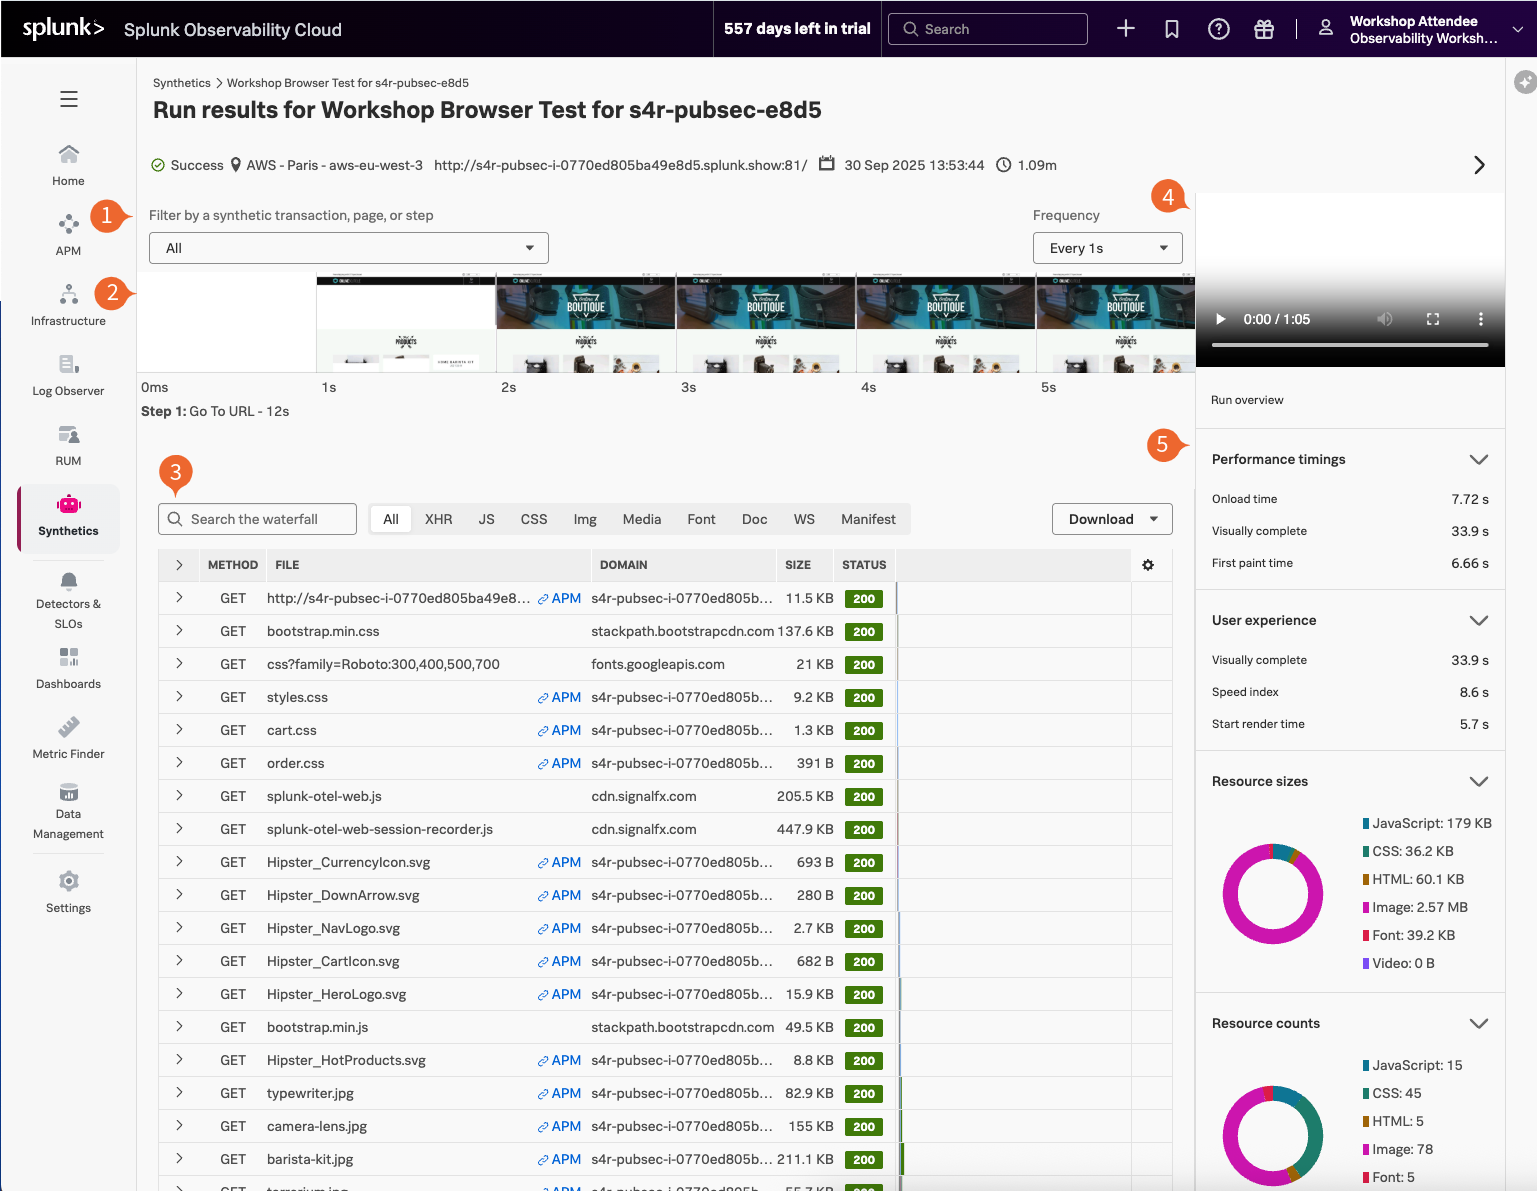 splunk> Splunk Observability Cloud
557 days left in trial
Search
Workshop Attendee
Observability Worksh...
Home
APM
Infrastructure
Log Observer
RUM
Synthetics
Detectors &
SLOs
Dashboards
Metric Finder
Data
Management
Settings
Synthetics > Workshop Browser Test for s4r-pubsec-e8d5
Run results for Workshop Browser Test for s4r-pubsec-e8d5
Success AWS - Paris - aws-eu-west-3 http://s4r-pubsec-i-0770ed805ba49e8d5.splunk.show:81/ 30 Sep 2025 13:53:44 1.09m
1
2
3
4
5
Filter by a synthetic transaction, page, or step
All
Frequency
Every 1s
Online BOUTIQUE
Online BOUTIQUE
Online BOUTIQUE
Online BOUTIQUE
PRODUCTS
PRODUCTS
PRODUCTS
PRODUCTS
PRODUCTS
0ms 1s 2s 3s 4s 5s
Step 1: Go To URL - 12s
Search the waterfall
All XHR JS CSS Img Media Font Doc WS Manifest
Download
METHOD FILE DOMAIN SIZE STATUS
GET http://s4r-pubsec-i-0770ed805ba49e8... APM s4r-pubsec-i-0770ed805b... 11.5 KB 200
GET bootstrap.min.css stackpath.bootstrapcdn.com 137.6 KB 200
GET css?family=Roboto:300,400,500,700 fonts.googleapis.com 21 KB 200
GET styles.css APM s4r-pubsec-i-0770ed805b... 9.2 KB 200
GET cart.css APM s4r-pubsec-i-0770ed805b... 1.3 KB 200
GET order.css APM s4r-pubsec-i-0770ed805b... 391 B 200
GET splunk-otel-web.js cdn.signalfx.com 205.5 KB 200
GET splunk-otel-web-session-recorder.js cdn.signalfx.com 447.9 KB 200
GET Hipster_CurrencyIcon.svg APM s4r-pubsec-i-0770ed805b... 693 B 200
GET Hipster_DownArrow.svg APM s4r-pubsec-i-0770ed805b... 280 B 200
GET Hipster_NavLogo.svg APM s4r-pubsec-i-0770ed805b... 2.7 KB 200
GET Hipster_CartIcon.svg APM s4r-pubsec-i-0770ed805b... 682 B 200
GET Hipster_HeroLogo.svg APM s4r-pubsec-i-0770ed805b... 15.9 KB 200
GET bootstrap.min.js stackpath.bootstrapcdn.com 49.5 KB 200
GET Hipster_HotProducts.svg APM s4r-pubsec-i-0770ed805b... 8.8 KB 200
GET typewriter.jpg APM s4r-pubsec-i-0770ed805b... 82.9 KB 200
GET camera-lens.jpg APM s4r-pubsec-i-0770ed805b... 155 KB 200
GET barista-kit.jpg APM s4r-pubsec-i-0770ed805b... 211.1 KB 200
0:00 / 1:05
Run overview
Performance timings
Onload time 7.72 s
Visually complete 33.9 s
First paint time 6.66 s
User experience
Visually complete 33.9 s
Speed index 8.6 s
Start render time 5.7 s
Resource sizes
JavaScript: 179 KB
CSS: 36.2 KB
HTML: 60.1 KB
Image: 2.57 MB
Font: 39.2 KB
Video: 0 B
Resource counts
JavaScript: 15
CSS: 45
HTML: 5
Image: 78
Font: 5